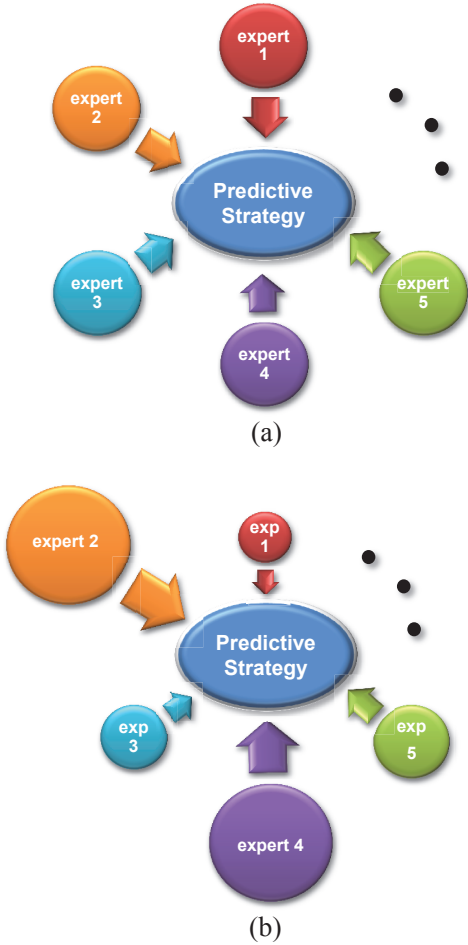 expert
1
expert
2
Predictive
Strategy
expert
3
expert
5
expert
4
(a)
exp
1
expert 2
Predictive
Strategy
exp
3
exp
5
expert 4
(b)